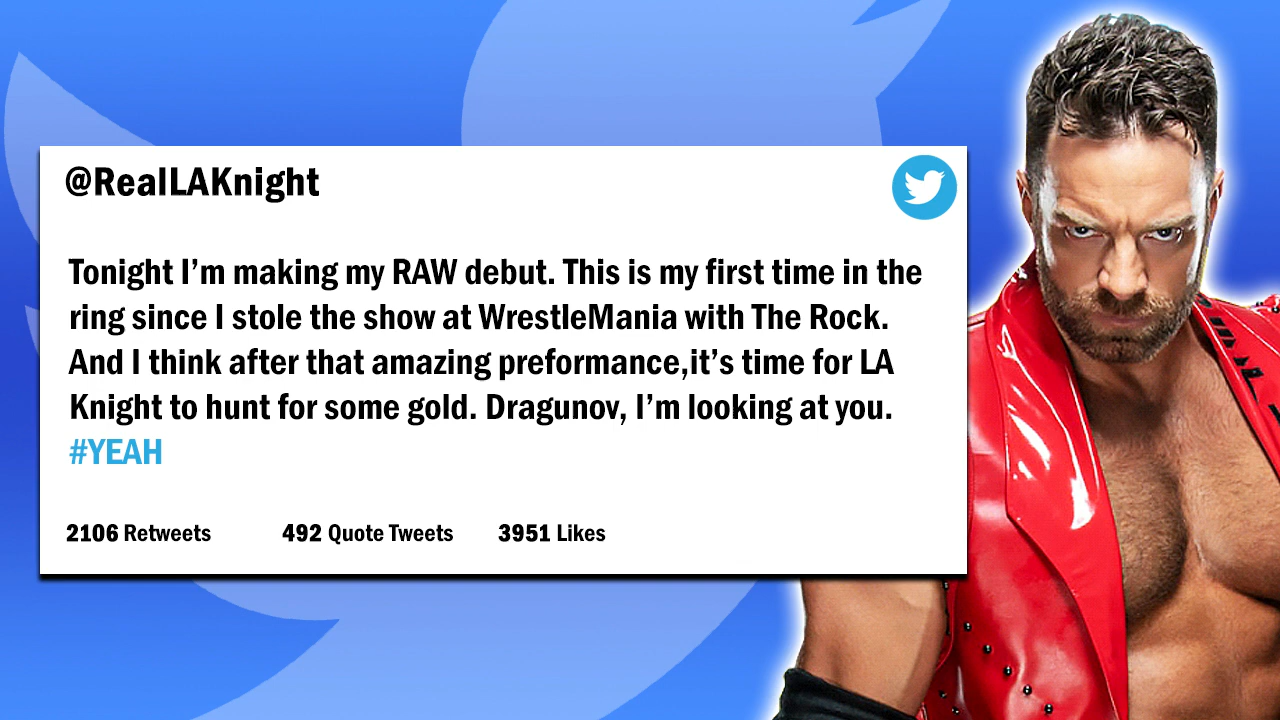 @RealLAKnight
Tonight I’m making my RAW debut. This is my first time in the
ring since I stole the show at WrestleMania with The Rock.
And I think after that amazing preformance,it’s time for LA
Knight to hunt for some gold. Dragunov, I’m looking at you.
#YEAH
2106 Retweets 492 Quote Tweets 3951 Likes